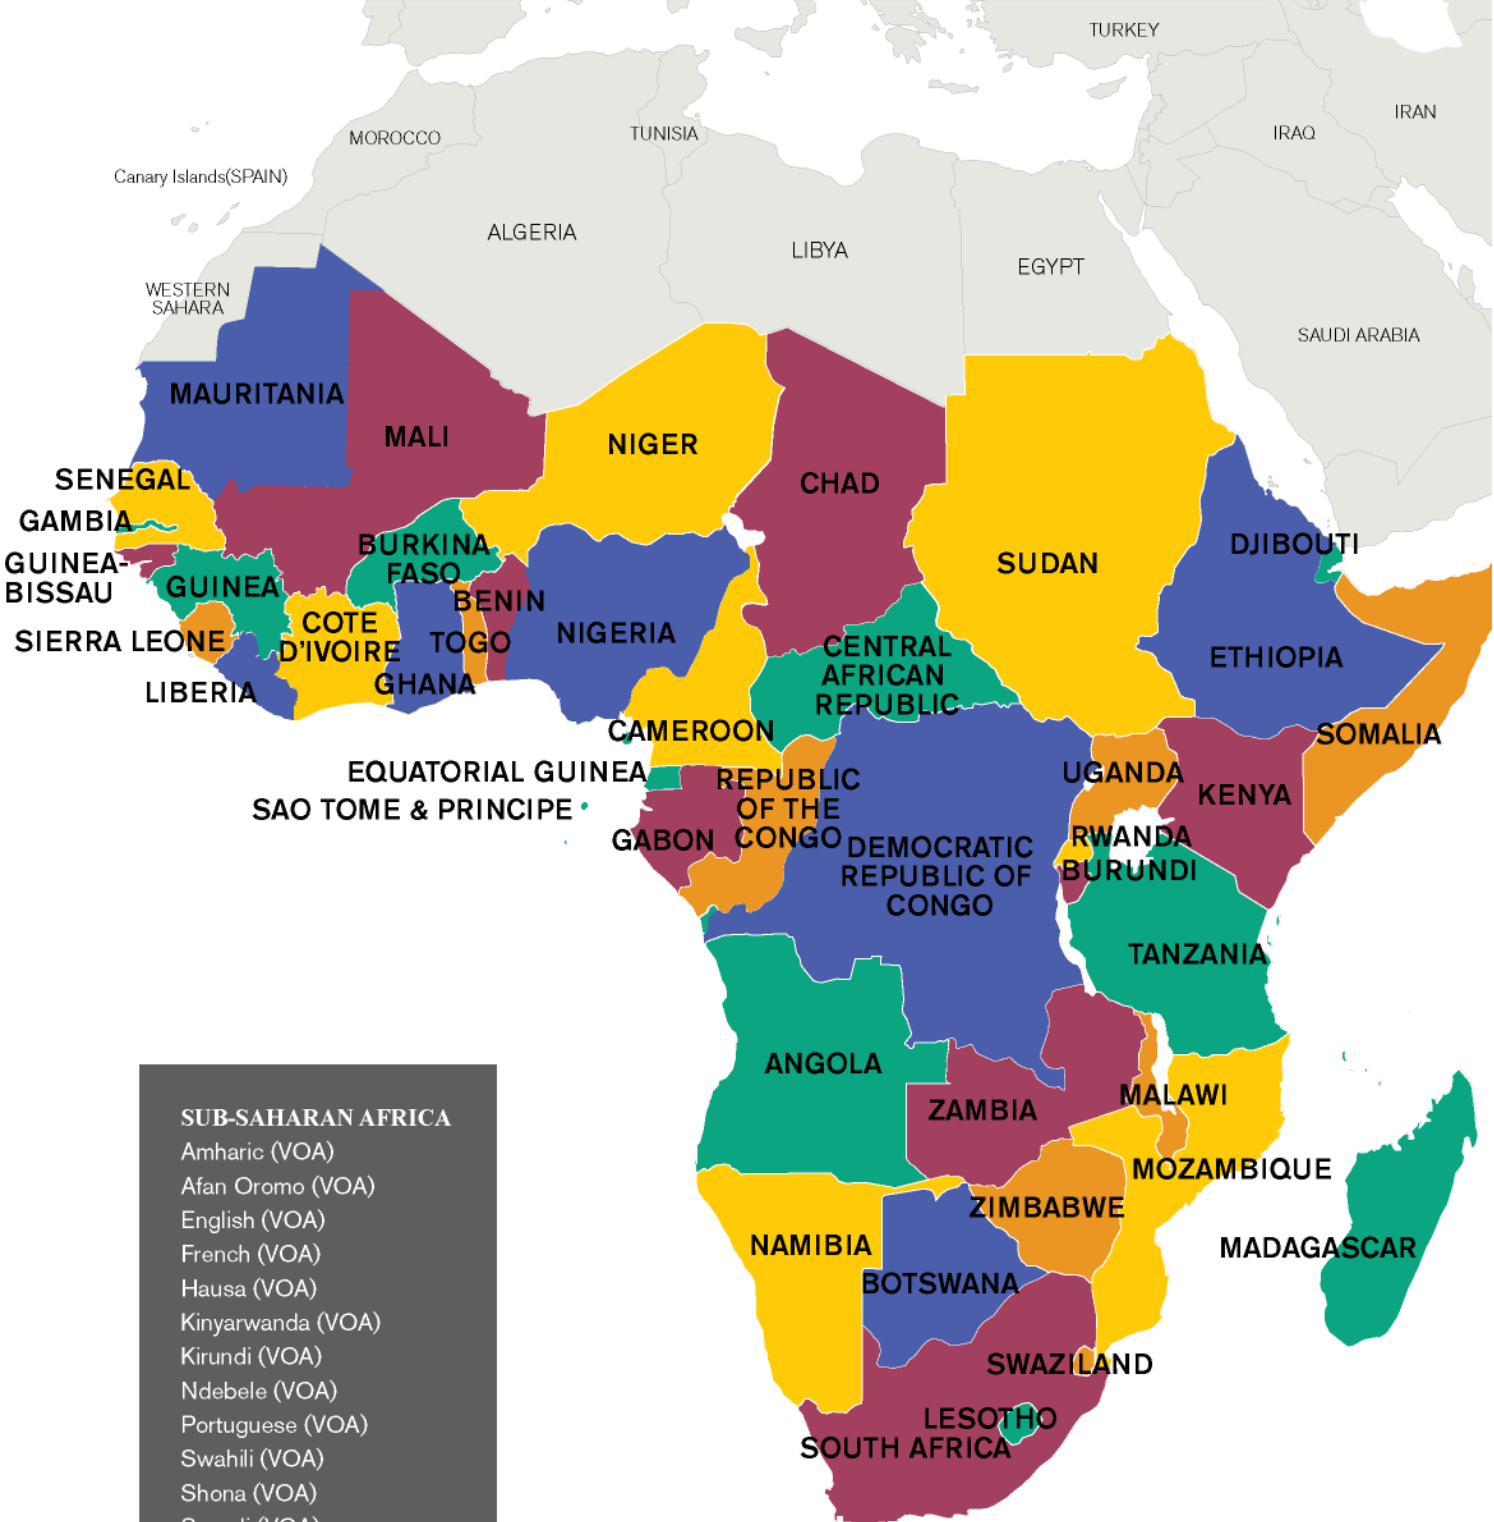 TURKEY
IRAN
IRAQ
MOROCCO
TUNISIA
Canary Islands(SPAIN)
ALGERIA
LIBYA
EGYPT
WESTERN
SAHARA
SAUDI ARABIA
MAURITANIA
MALI
NIGER
CHAD
SENEGAL
GAMBIA
GUINEA-
BISSAU
GUINEA
BURKINA
FASO
BENIN
SUDAN
DJIBOUTI
SIERRA LEONE
COTE
D'IVOIRE
TOGO
NIGERIA
GHANA
LIBERIA
CENTRAL
AFRICAN
REPUBLIC
ETHIOPIA
CAMEROON
SOMALIA
EQUATORIAL GUINEA
SAO TOME & PRINCIPE
REPUBLIC
OF THE
CONGO
GABON
UGANDA
KENYA
DEMOCRATIC
REPUBLIC OF
CONGO
RWANDA
BURUNDI
TANZANIA
ANGOLA
ZAMBIA
MALAWI
MOZAMBIQUE
ZIMBABWE
NAMIBIA
BOTSWANA
MADAGASCAR
SWAZILAND
LESOTHO
SOUTH AFRICA
SUB-SAHARAN AFRICA
Amharic (VOA)
Afan Oromo (VOA)
English (VOA)
French (VOA)
Hausa (VOA)
Kinyarwanda (VOA)
Kirundi (VOA)
Ndebele (VOA)
Portuguese (VOA)
Swahili (VOA)
Shona (VOA)